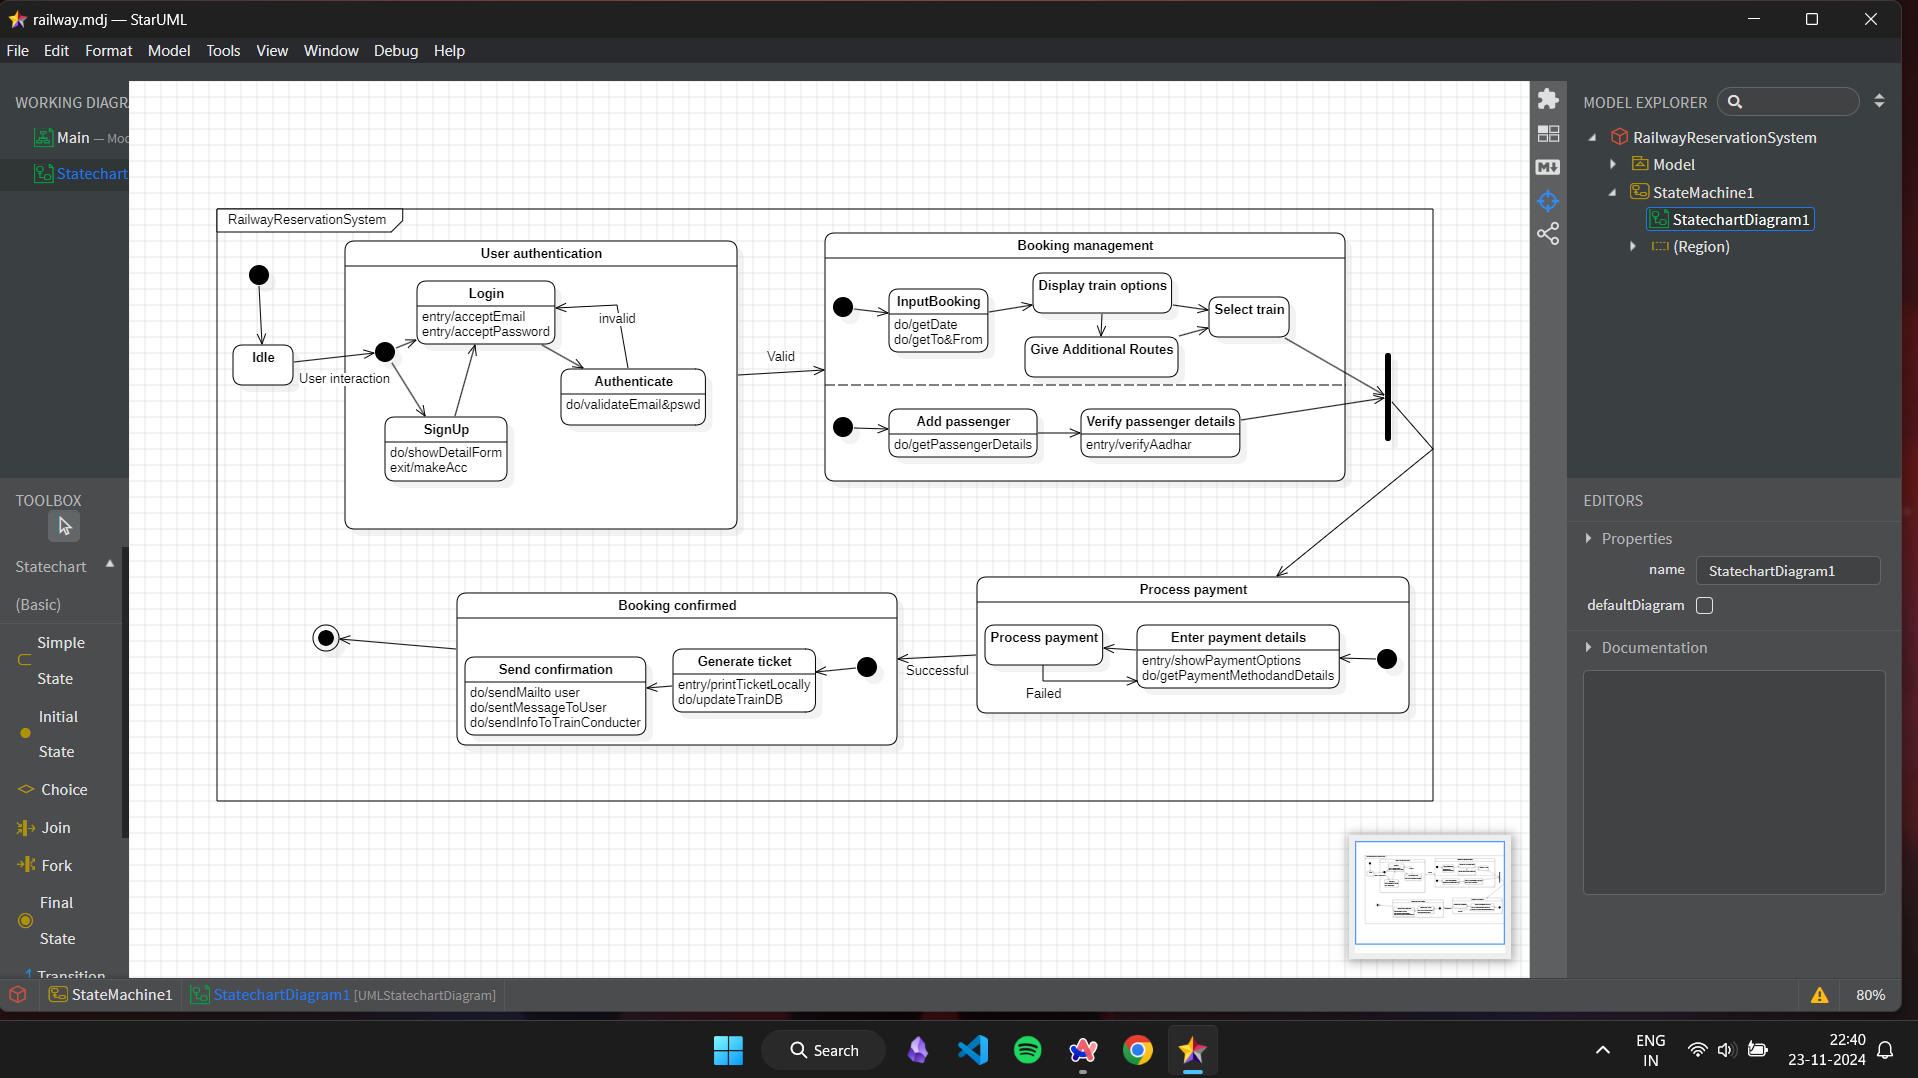 railway.mdj — StarUML
File Edit Format Model Tools View Window Debug Help
WORKING DIAGRA
Main — Mod
Statechart
TOOLBOX
Statechart
(Basic)
Simple
State
Initial
State
Choice
Join
Fork
Final
State
Transition
RailwayReservationSystem
Idle
User interaction
User authentication
Login
entry/acceptEmail
entry/acceptPassword
invalid
Authenticate
do/validateEmail&pswd
SignUp
do/showDetailForm
exit/makeAcc
Valid
Booking management
InputBooking
do/getDate
do/getTo&From
Display train options
Select train
Give Additional Routes
Add passenger
do/getPassengerDetails
Verify passenger details
entry/verifyAadhar
Process payment
Process payment
Enter payment details
entry/showPaymentOptions
do/getPaymentMethodandDetails
Failed
Successful
Booking confirmed
Generate ticket
entry/printTicketLocally
do/updateTrainDB
Send confirmation
do/sendMailto user
do/sentMessageToUser
do/sendInfoToTrainConducter
MODEL EXPLORER
RailwayReservationSystem
Model
StateMachine1
StatechartDiagram1
(Region)
EDITORS
Properties
name StatechartDiagram1
defaultDiagram
Documentation
StateMachine1 StatechartDiagram1 [UMLStatechartDiagram]
80%
Search
ENG
IN
22:40
23-11-2024